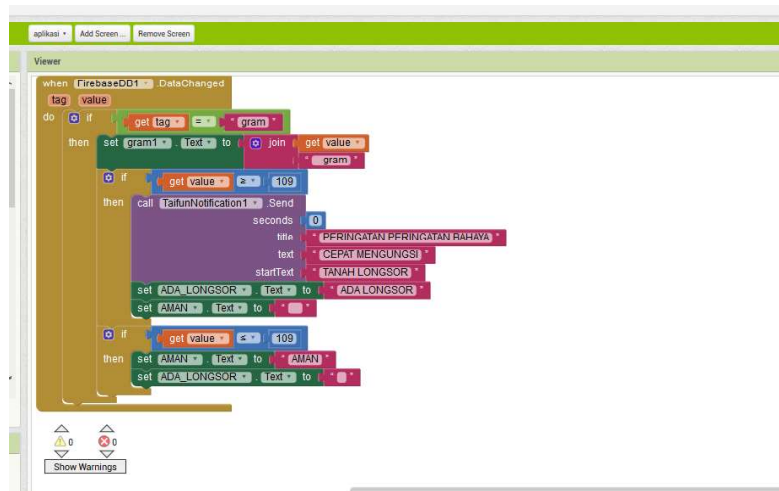 aplikasi Add Screen ... Remove Screen
Viewer
when FirebaseDB1 .DataChanged
tag value
do if get tag = " gram "
then set gram1 . Text to join get value
" gram "
if get value ≥ 109
then call TaifunNotification1 .Send
seconds 0
title " PERINGATAN PERINGATAN BAHAYA "
text " CEPAT MENGUNGSI "
startText " TANAH LONGSOR "
set ADA_LONGSOR . Text to " ADA LONGSOR "
set AMAN . Text to " "
if get value ≤ 109
then set AMAN . Text to " AMAN "
set ADA_LONGSOR . Text to " "
0 0
Show Warnings